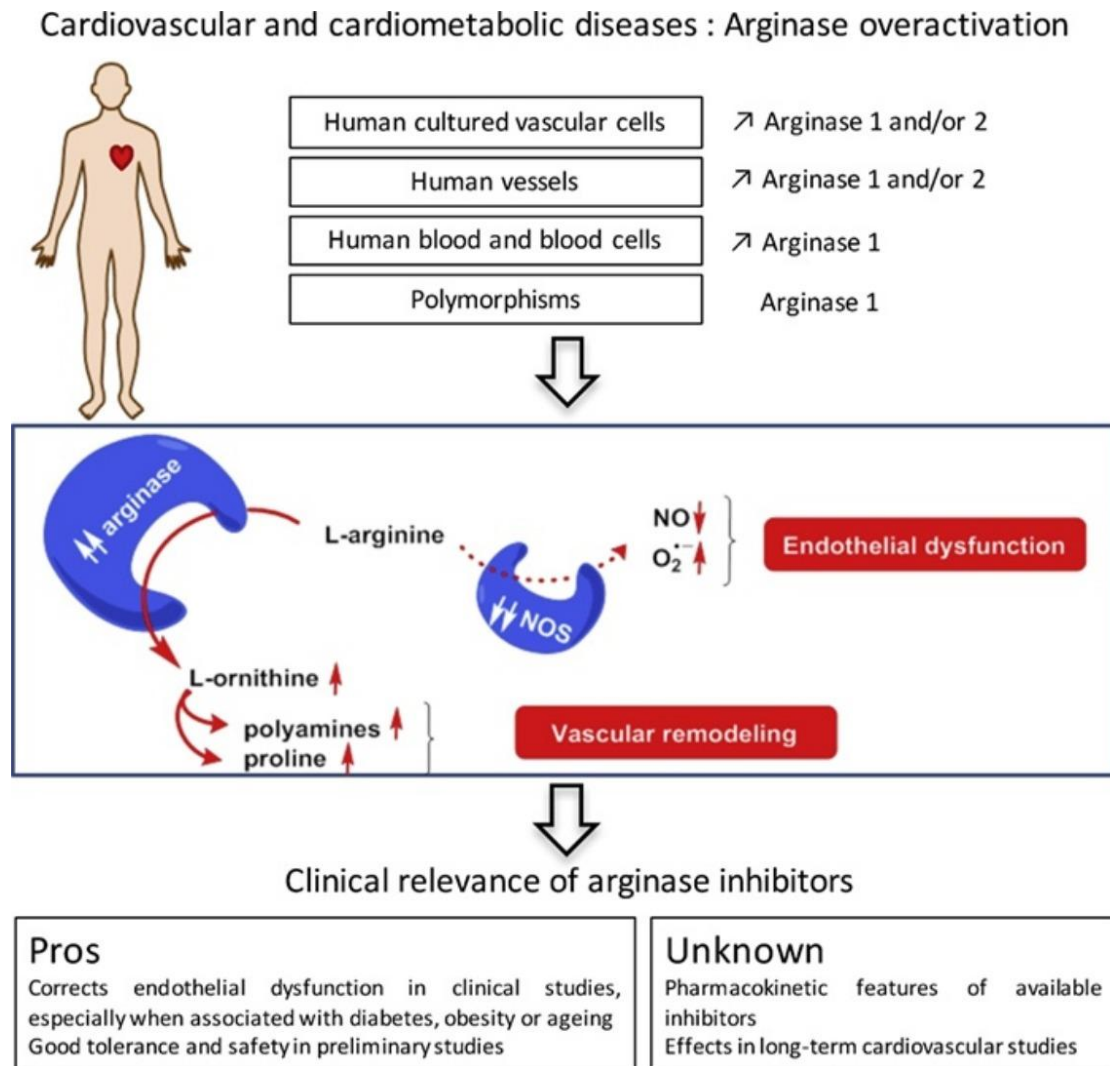 Cardiovascular and cardiometabolic diseases : Arginase overactivation
Human cultured vascular cells ↗ Arginase 1 and/or 2
Human vessels ↗ Arginase 1 and/or 2
Human blood and blood cells ↗ Arginase 1
Polymorphisms Arginase 1
↑↑ arginase
L-arginine
NO↓
O₂•− ↑
Endothelial dysfunction
↓↓ NOS
L-ornithine ↑
polyamines ↑
proline ↑
Vascular remodeling
Clinical relevance of arginase inhibitors
Pros
Corrects endothelial dysfunction in clinical studies,
especially when associated with diabetes, obesity or ageing
Good tolerance and safety in preliminary studies
Unknown
Pharmacokinetic features of available
inhibitors
Effects in long-term cardiovascular studies